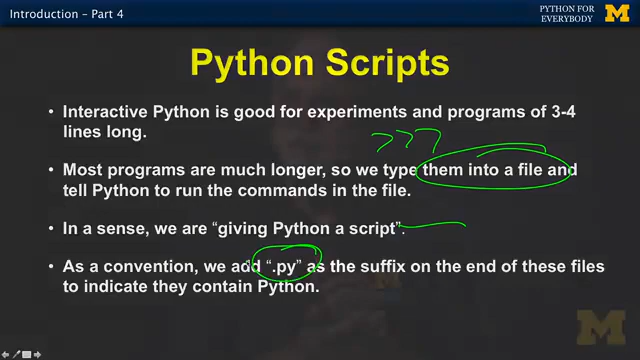 Introduction – Part 4
PYTHON FOR
EVERYBODY
M
Python Scripts
• Interactive Python is good for experiments and programs of 3-4
lines long.
>>>
• Most programs are much longer, so we type them into a file and
tell Python to run the commands in the file.
• In a sense, we are “giving Python a script”.
• As a convention, we add “.py” as the suffix on the end of these files
to indicate they contain Python.
M